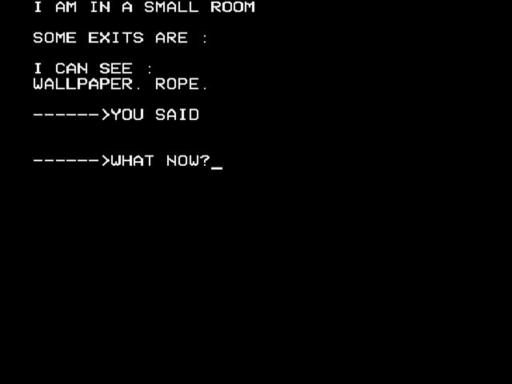 I AM IN A SMALL ROOM
SOME EXITS ARE :
I CAN SEE :
WALLPAPER. ROPE.
------>YOU SAID
------>WHAT NOW?_